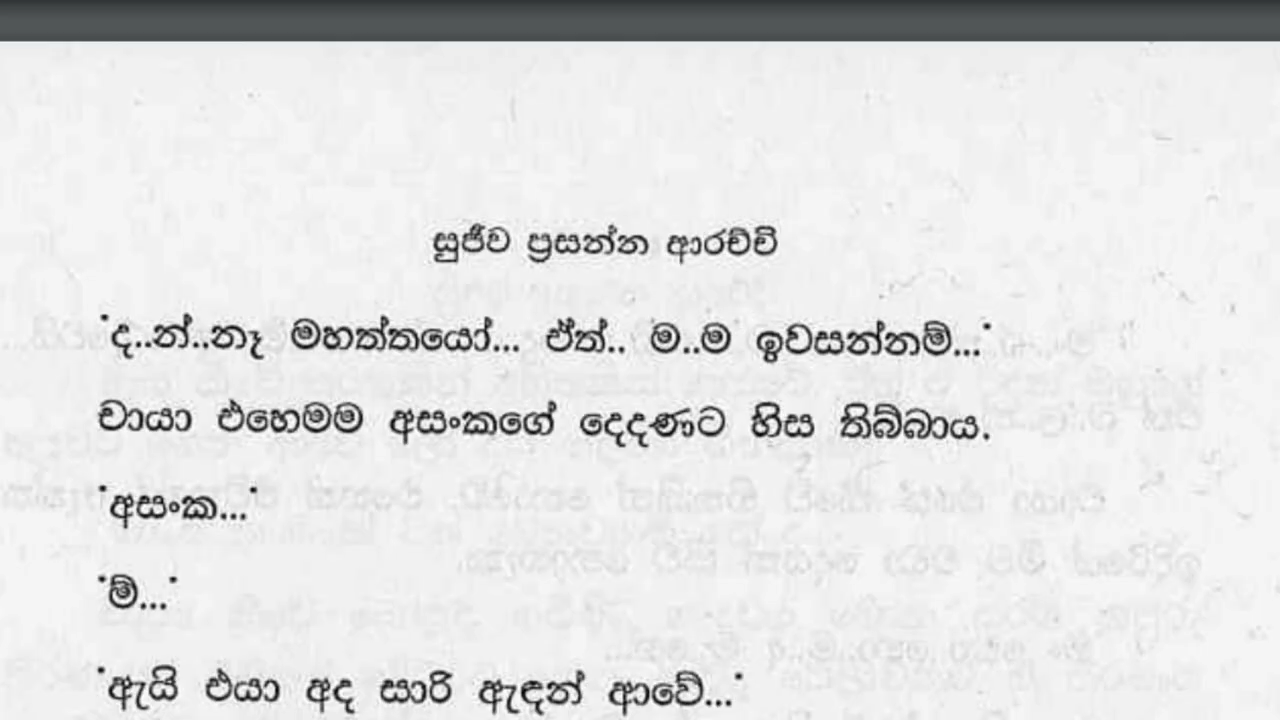 සුජීව ප්‍රසන්න ආරච්චි
'ද..න්..නෑ මහත්තයෝ... ඒත්.. ම..ම ඉවසන්නම්...'
චායා එහෙමම අසංකගේ දෙදණට හිස තිබ්බාය.
'අසංක...'
'ම්...'
'ඇයි එයා අද සාරි ඇඳන් ආවේ...'